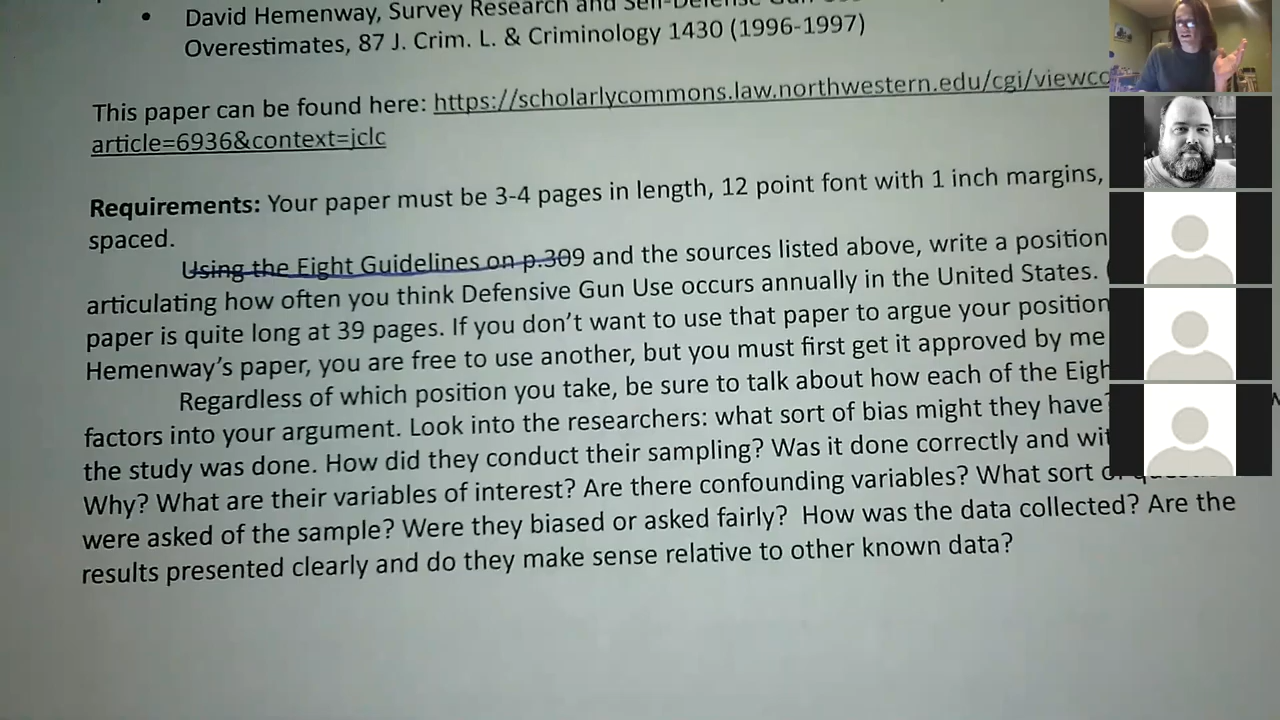 David Hemenway, Survey Research and Self-Defense Gun
Overestimates, 87 J. Crim. L. & Criminology 1430 (1996-1997)
This paper can be found here: https://scholarlycommons.law.northwestern.edu/cgi/viewco
article=6936&context=jclc
Requirements: Your paper must be 3-4 pages in length, 12 point font with 1 inch margins,
spaced.
Using the Eight Guidelines on p.309 and the sources listed above, write a position
articulating how often you think Defensive Gun Use occurs annually in the United States.
paper is quite long at 39 pages. If you don't want to use that paper to argue your position
Hemenway's paper, you are free to use another, but you must first get it approved by me
Regardless of which position you take, be sure to talk about how each of the Eigh
factors into your argument. Look into the researchers: what sort of bias might they have?
the study was done. How did they conduct their sampling? Was it done correctly and wit
Why? What are their variables of interest? Are there confounding variables? What sort
were asked of the sample? Were they biased or asked fairly? How was the data collected? Are the
results presented clearly and do they make sense relative to other known data?